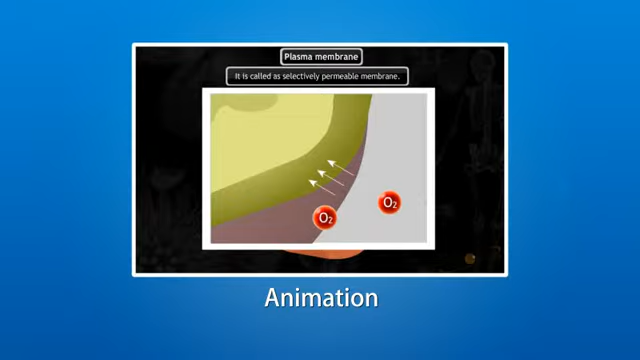 Plasma membrane
It is called as selectively permeable membrane.
O₂
O₂
Animation